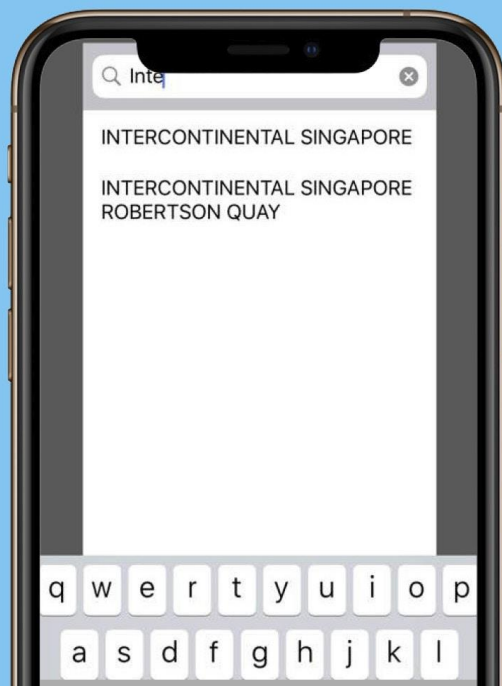 Inte
INTERCONTINENTAL SINGAPORE
INTERCONTINENTAL SINGAPORE
ROBERTSON QUAY
q w e r t y u i o p
a s d f g h j k l